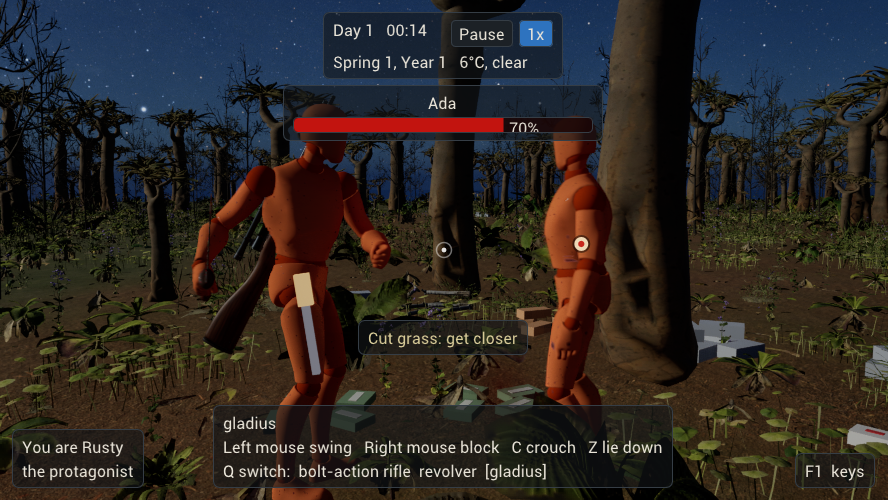 Day 1 00:14 Pause 1x
Spring 1, Year 1 6°C, clear
Ada
70%
Cut grass: get closer
gladius
Left mouse swing Right mouse block C crouch Z lie down
Q switch: bolt-action rifle revolver [gladius]
You are Rusty
the protagonist
F1 keys